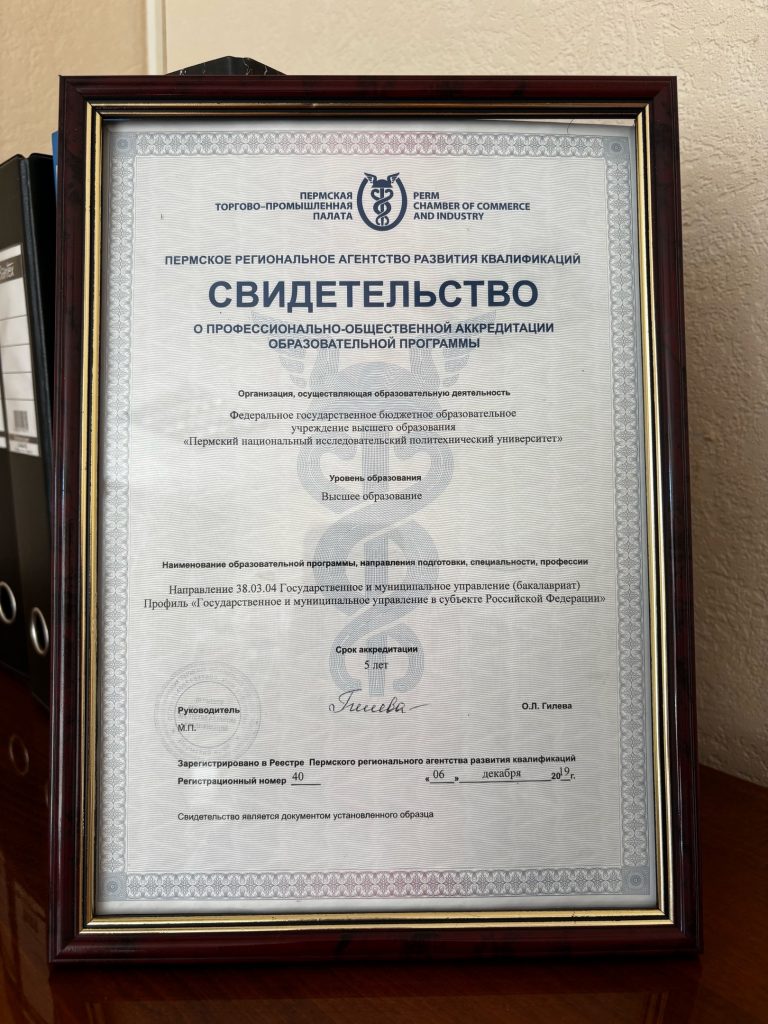 ПЕРМСКАЯ
ТОРГОВО-ПРОМЫШЛЕННАЯ
ПАЛАТА
PERM
CHAMBER OF COMMERCE
AND INDUSTRY
ПЕРМСКОЕ РЕГИОНАЛЬНОЕ АГЕНТСТВО РАЗВИТИЯ КВАЛИФИКАЦИЙ
СВИДЕТЕЛЬСТВО
О ПРОФЕССИОНАЛЬНО-ОБЩЕСТВЕННОЙ АККРЕДИТАЦИИ
ОБРАЗОВАТЕЛЬНОЙ ПРОГРАММЫ
Организация, осуществляющая образовательную деятельность
Федеральное государственное бюджетное образовательное
учреждение высшего образования
«Пермский национальный исследовательский политехнический университет»
Уровень образования
Высшее образование
Наименование образовательной программы, направления подготовки, специальности, профессии
Направление 38.03.04 Государственное и муниципальное управление (бакалавриат)
Профиль «Государственное и муниципальное управление в субъекте Российской Федерации»
Срок аккредитации
5 лет
Руководитель Гилева О.Л. Гилева
М.П.
Зарегистрировано в Реестре Пермского регионального агентства развития квалификаций
Регистрационный номер 40 « 06 » декабря 2019 г.
Свидетельство является документом установленного образца